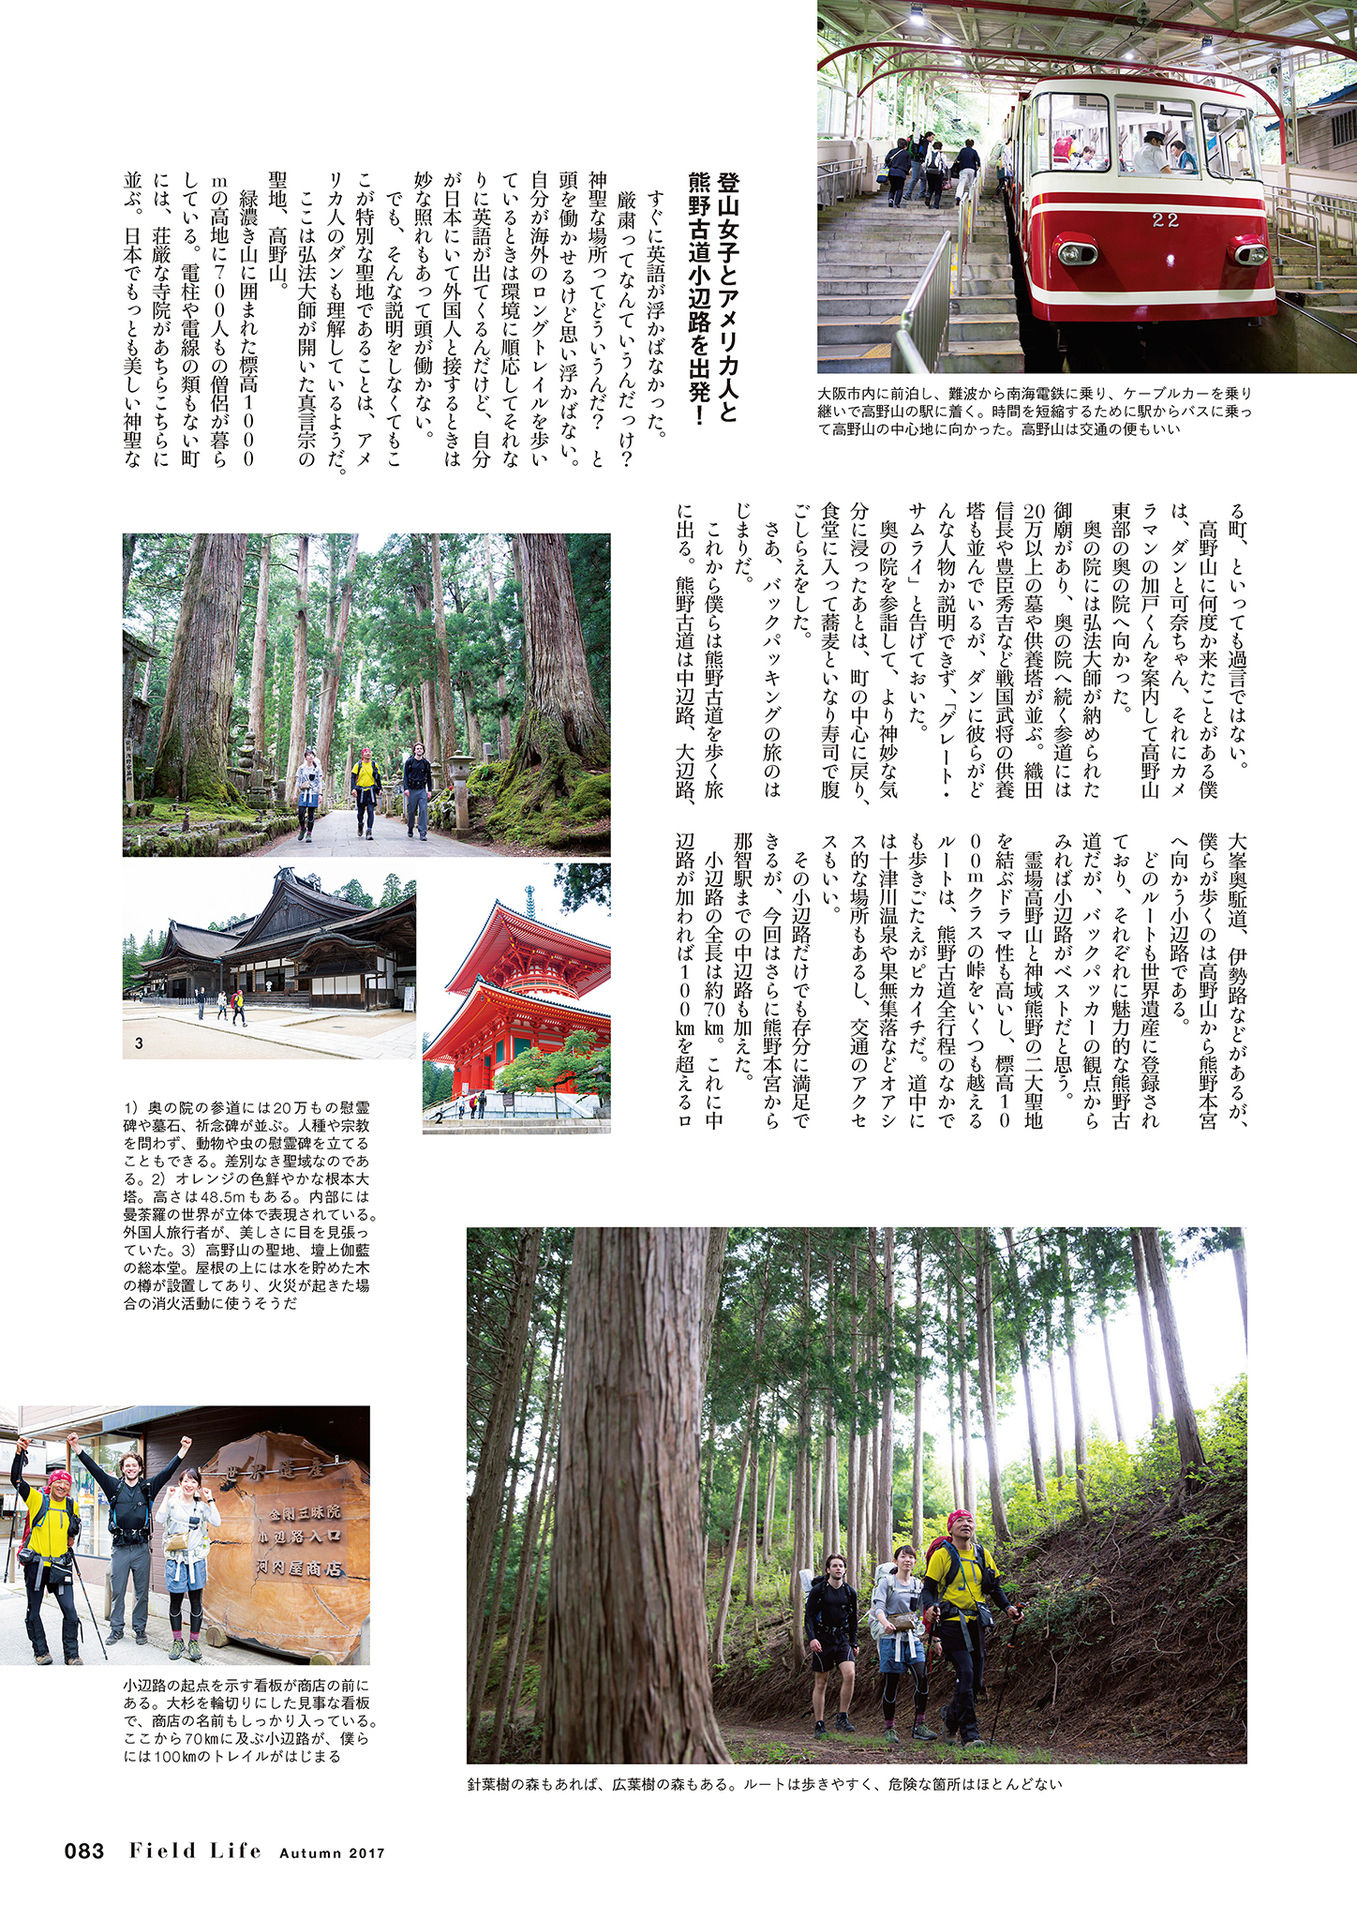 22
大阪市内に前泊し、難波から南海電鉄に乗り、ケーブルカーを乗り
継いで高野山の駅に着く。時間を短縮するために駅からバスに乗っ
て高野山の中心地に向かった。高野山は交通の便もいい
登山女子とアメリカ人と
熊野古道小辺路を出発！
すぐに英語が浮かばなかった。
厳粛ってなんていうんだっけ？
神聖な場所ってどういうんだ？　と
頭を働かせるけど思い浮かばない。
自分が海外のロングトレイルを歩い
ているときは環境に順応してそれな
りに英語が出てくるんだけど、自分
が日本にいて外国人と接するときは
妙な照れもあって頭が働かない。
でも、そんな説明をしなくてもこ
こが特別な聖地であることは、アメ
リカ人のダンも理解しているようだ。
ここは弘法大師が開いた真言宗の
聖地、高野山。
緑濃き山に囲まれた標高1000
mの高地に700人もの僧侶が暮ら
している。電柱や電線の類もない町
には、荘厳な寺院があちらこちらに
並ぶ。日本でもっとも美しい神聖な
る町、といっても過言ではない。
高野山に何度か来たことがある僕
は、ダンと可奈ちゃん、それにカメ
ラマンの加戸くんを案内して高野山
東部の奥の院へ向かった。
奥の院には弘法大師が納められた
御廟があり、奥の院へ続く参道には
20万以上の墓や供養塔が並ぶ。織田
信長や豊臣秀吉など戦国武将の供養
塔も並んでいるが、ダンに彼らがど
んな人物か説明できず、「グレート・
サムライ」と告げておいた。
奥の院を参詣して、より神妙な気
分に浸ったあとは、町の中心に戻り、
食堂に入って蕎麦といなり寿司で腹
ごしらえをした。
さあ、バックパッキングの旅のは
じまりだ。
これから僕らは熊野古道を歩く旅
に出る。熊野古道は中辺路、大辺路、
大峯奥駈道、伊勢路などがあるが、
僕らが歩くのは高野山から熊野本宮
へ向かう小辺路である。
どのルートも世界遺産に登録され
ており、それぞれに魅力的な熊野古
道だが、バックパッカーの観点から
みれば小辺路がベストだと思う。
霊場高野山と神域熊野の二大聖地
を結ぶドラマ性も高いし、標高10
00mクラスの峠をいくつも越える
ルートは、熊野古道全行程のなかで
も歩きごたえがピカイチだ。道中に
は十津川温泉や果無集落などオアシ
ス的な場所もあるし、交通のアクセ
スもいい。
その小辺路だけでも存分に満足で
きるが、今回はさらに熊野本宮から
那智駅までの中辺路も加えた。
小辺路の全長は約70㎞。これに中
辺路が加われば100㎞を超えるロ
1
3
2
1）奥の院の参道には20万もの慰霊
碑や墓石、祈念碑が並ぶ。人種や宗教
を問わず、動物や虫の慰霊碑を立てる
こともできる。差別なき聖域なのであ
る。2）オレンジの色鮮やかな根本大
塔。高さは48.5mもある。内部には
曼荼羅の世界が立体で表現されている。
外国人旅行者が、美しさに目を見張っ
ていた。3）高野山の聖地、壇上伽藍
の総本堂。屋根の上には水を貯めた木
の樽が設置してあり、火災が起きた場
合の消火活動に使うそうだ
世界遺産
金剛三昧院
小辺路入口
河内屋商店
小辺路の起点を示す看板が商店の前に
ある。大杉を輪切りにした見事な看板
で、商店の名前もしっかり入っている。
ここから70㎞に及ぶ小辺路が、僕ら
には100㎞のトレイルがはじまる
針葉樹の森もあれば、広葉樹の森もある。ルートは歩きやすく、危険な箇所はほとんどない
083 Field Life Autumn 2017